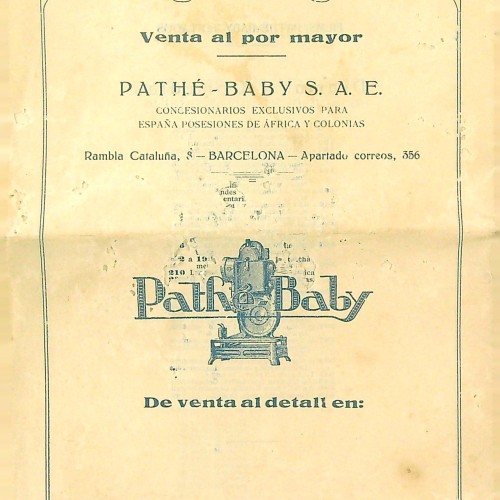 Venta al por mayor
PATHÉ-BABY S. A. E.
CONCESIONARIOS EXCLUSIVOS PARA
ESPAÑA POSESIONES DE ÁFRICA Y COLONIAS
Rambla Cataluña, 8 — BARCELONA — Apartado correos, 356
Pathé Baby
De venta al detall en: